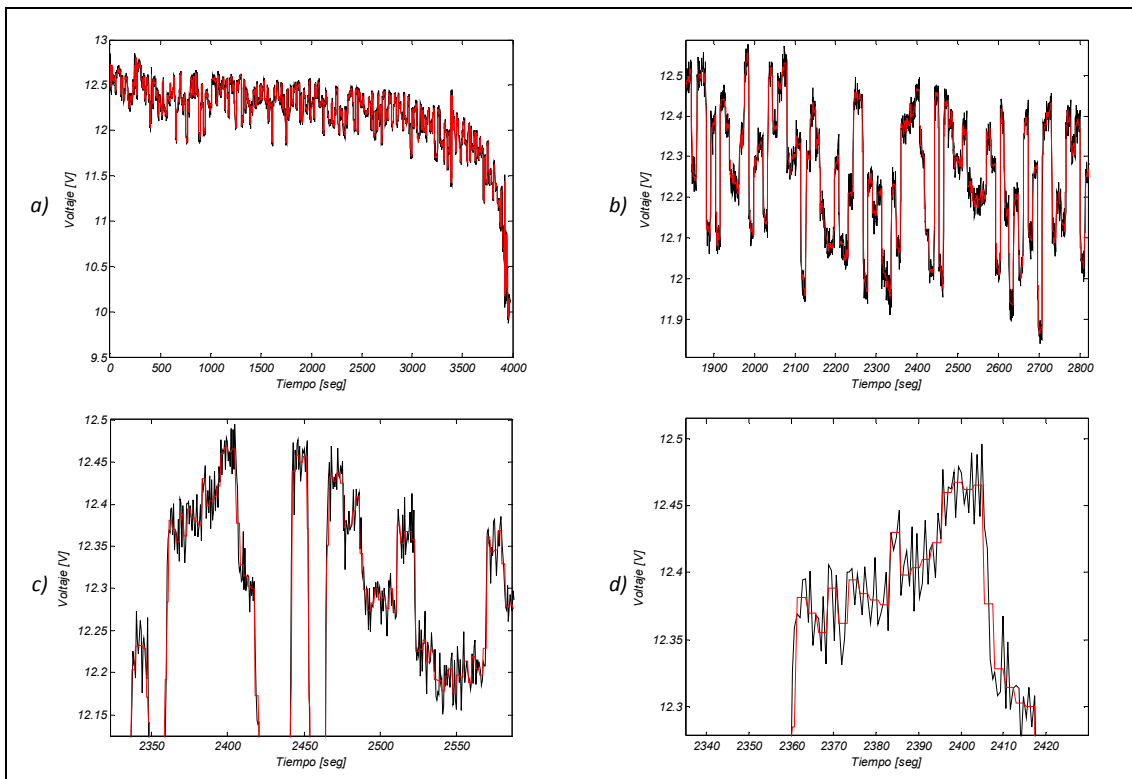 a)
Voltaje [V]
13
12.5
12
11.5
11
10.5
10
9.5
0 500 1000 1500 2000 2500 3000 3500 4000
Tiempo [seg]
b)
Voltaje [V]
12.5
12.4
12.3
12.2
12.1
12
11.9
1900 2000 2100 2200 2300 2400 2500 2600 2700 2800
Tiempo [seg]
c)
Voltaje [V]
12.5
12.45
12.4
12.35
12.3
12.25
12.2
12.15
2350 2400 2450 2500 2550
Tiempo [seg]
d)
Voltaje [V]
12.5
12.45
12.4
12.35
12.3
2340 2350 2360 2370 2380 2390 2400 2410 2420
Tiempo [seg]